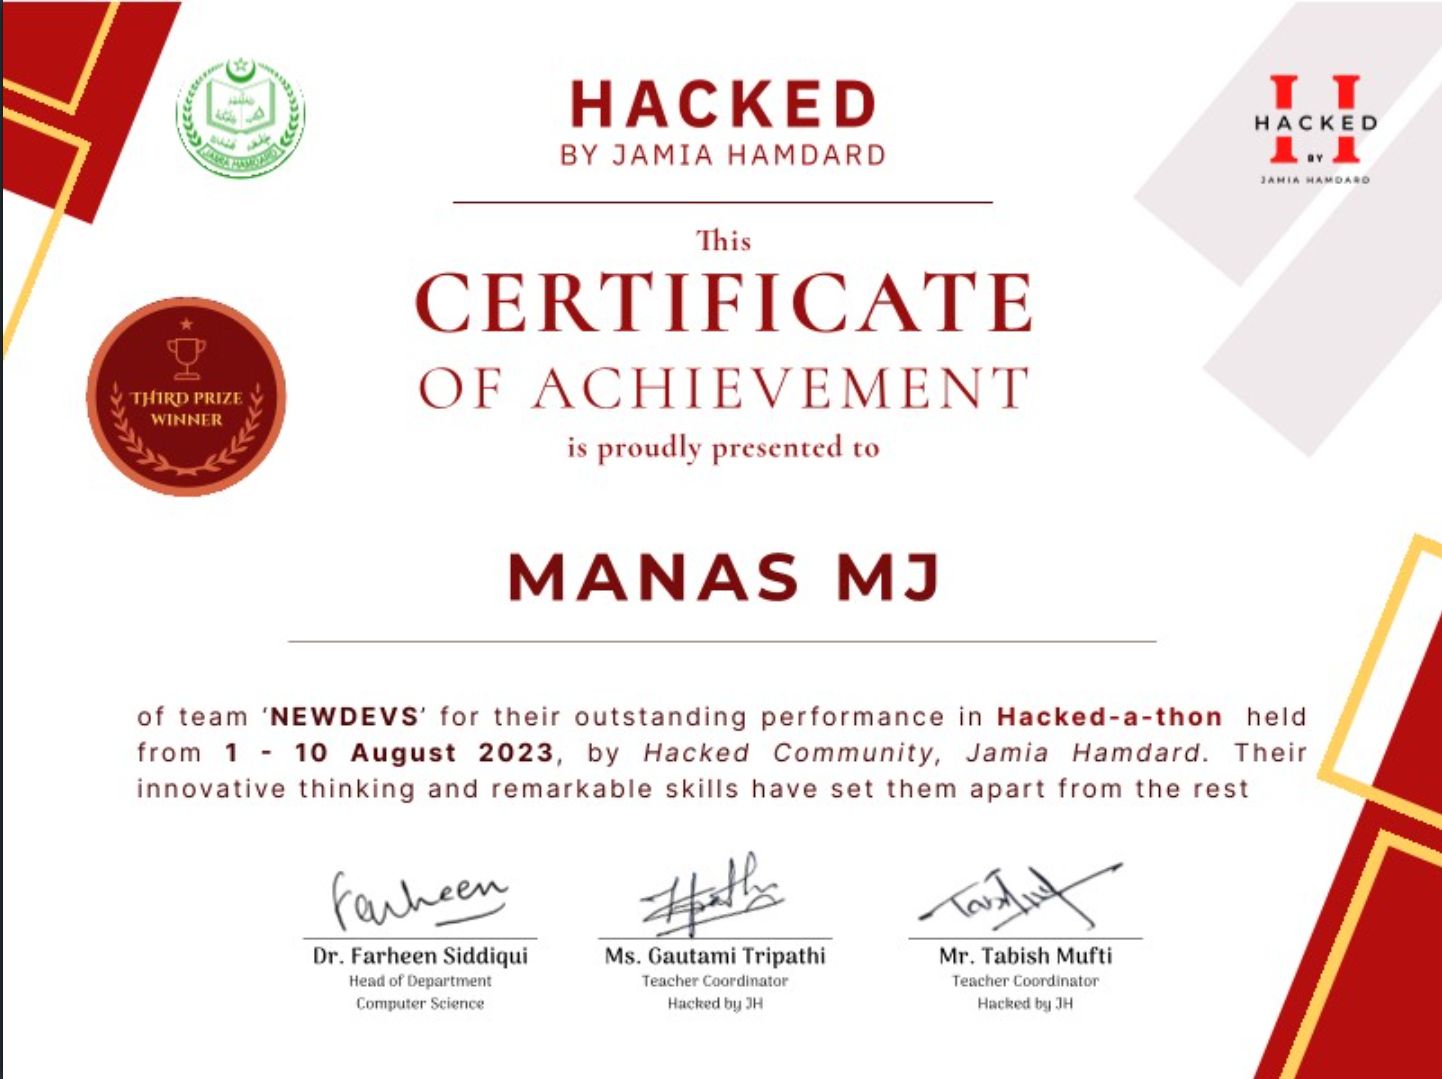 JAMIA HAMDARD
HACKED
BY JAMIA HAMDARD
H
HACKED
BY
JAMIA HAMDARD
This
CERTIFICATE
OF ACHIEVEMENT
is proudly presented to
THIRD PRIZE
WINNER
MANAS MJ
of team ‘NEWDEVS’ for their outstanding performance in Hacked-a-thon held
from 1 - 10 August 2023, by Hacked Community, Jamia Hamdard. Their
innovative thinking and remarkable skills have set them apart from the rest
Farheen
Dr. Farheen Siddiqui
Head of Department
Computer Science
Ms. Gautami Tripathi
Teacher Coordinator
Hacked by JH
Mr. Tabish Mufti
Teacher Coordinator
Hacked by JH